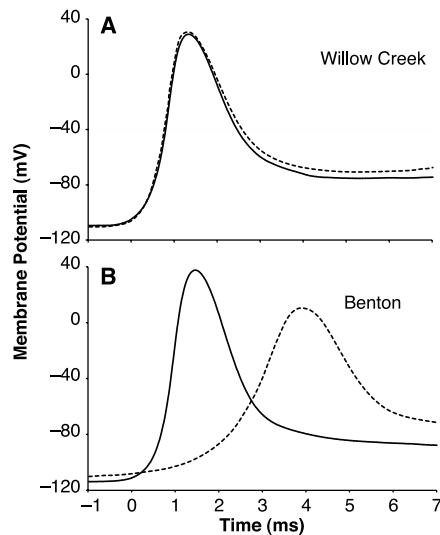 A
Willow Creek
40
0
–40
–80
–120
Membrane Potential (mV)
B
Benton
40
0
–40
–80
–120
–1 0 1 2 3 4 5 6 7
Time (ms)